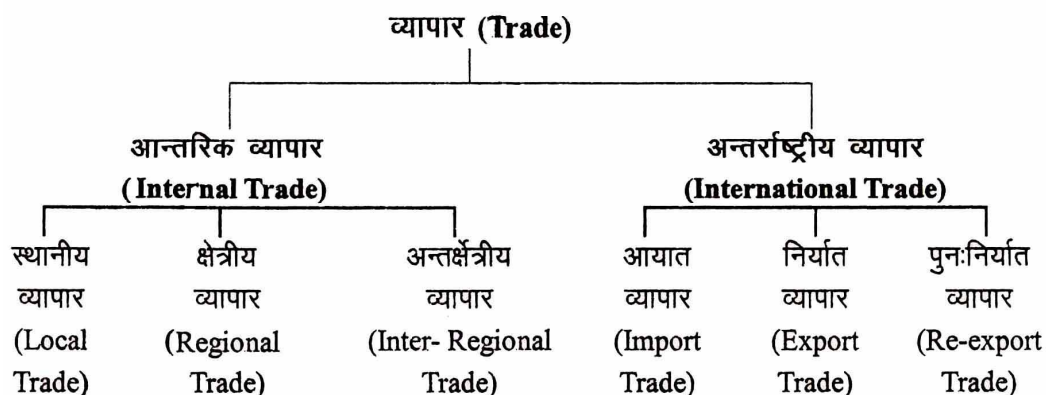 व्यापार (Trade)
आन्तरिक व्यापार
(Internal Trade)
अन्तर्राष्ट्रीय व्यापार
(International Trade)
स्थानीय
व्यापार
(Local
Trade)
क्षेत्रीय
व्यापार
(Regional
Trade)
अन्तर्क्षेत्रीय
व्यापार
(Inter- Regional
Trade)
आयात
व्यापार
(Import
Trade)
निर्यात
व्यापार
(Export
Trade)
पुनःनिर्यात
व्यापार
(Re-export
Trade)